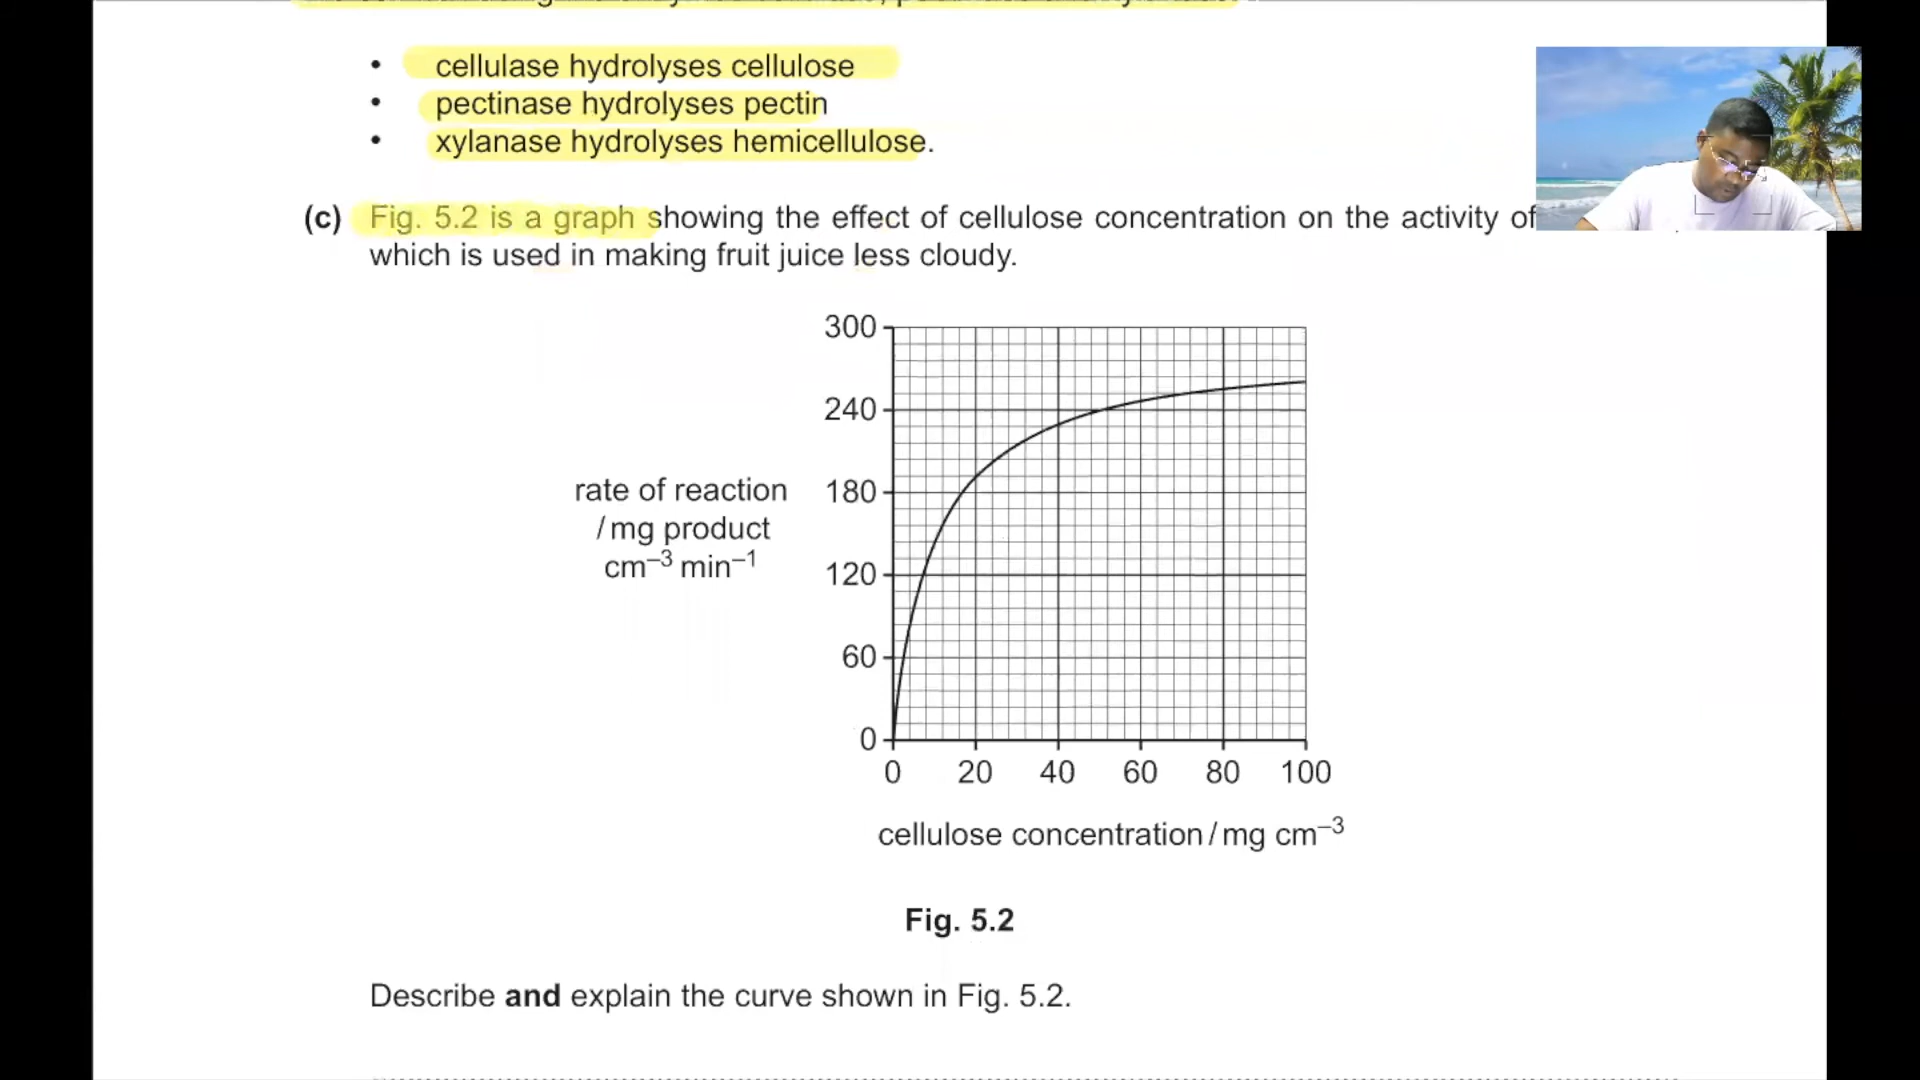 • cellulase hydrolyses cellulose
• pectinase hydrolyses pectin
• xylanase hydrolyses hemicellulose.
(c) Fig. 5.2 is a graph showing the effect of cellulose concentration on the activity of
which is used in making fruit juice less cloudy.
300
240
180
120
60
0
rate of reaction
/ mg product
cm⁻³ min⁻¹
0 20 40 60 80 100
cellulose concentration / mg cm⁻³
Fig. 5.2
Describe and explain the curve shown in Fig. 5.2.